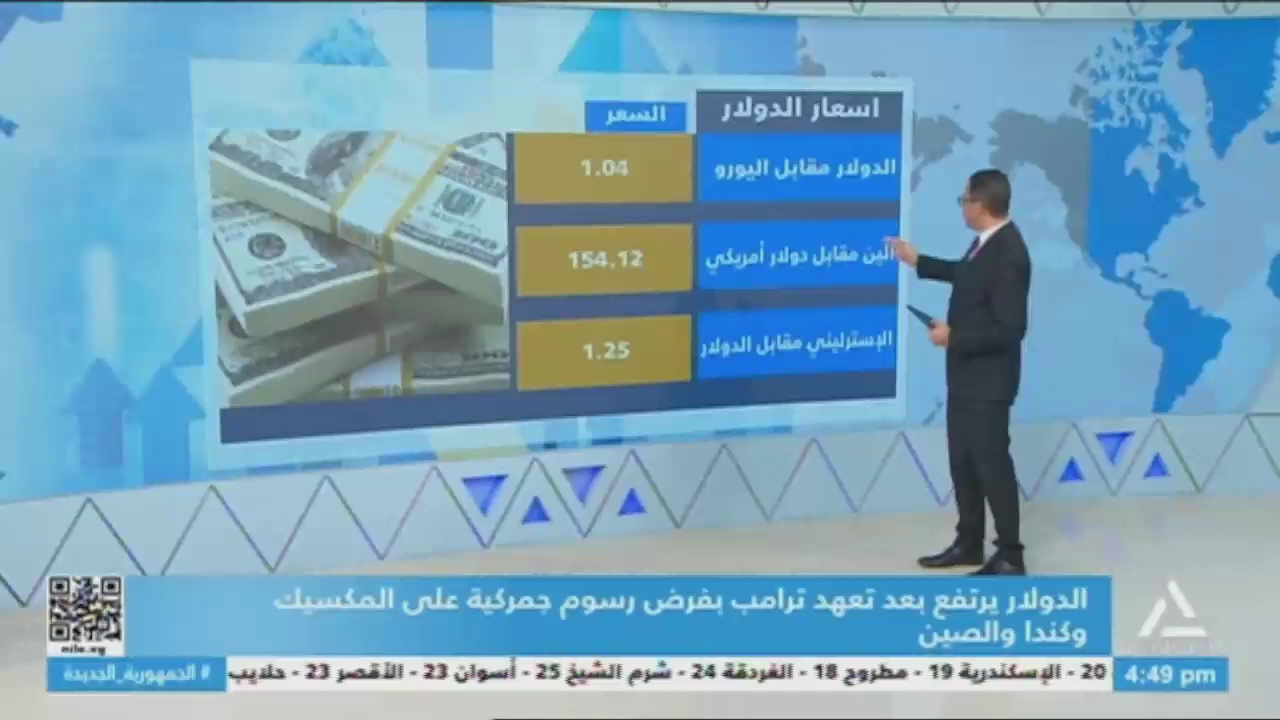 اسعار الدولار السعر
الدولار مقابل اليورو 1.04
الين مقابل دولار أمريكي 154.12
الإسترليني مقابل الدولار 1.25
الدولار يرتفع بعد تعهد ترامب بفرض رسوم جمركية على المكسيك
وكندا والصين
nile.eg
20 - الإسكندرية 19 - مطروح 18 - الغردقة 24 - شرم الشيخ 25 - أسوان 23 - الأقصر 23 - حلايب
# الجمهورية_الجديدة
4:49 pm